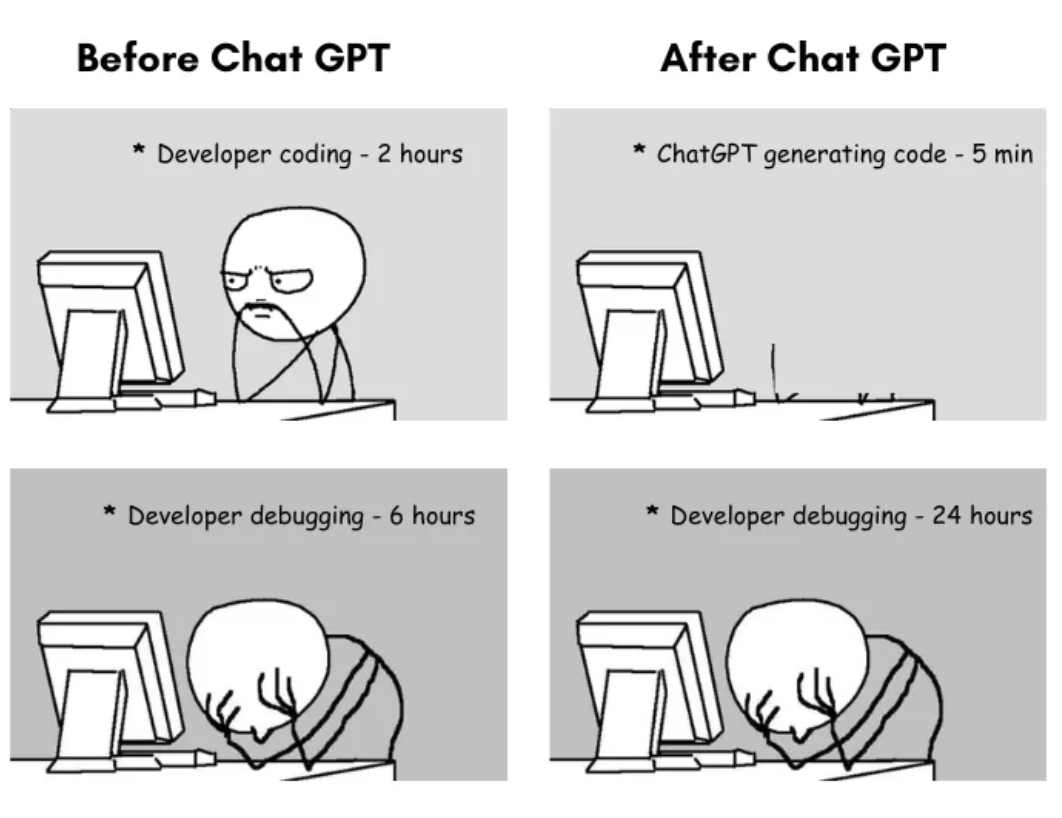 Before Chat GPT
After Chat GPT
* Developer coding - 2 hours
* ChatGPT generating code - 5 min
* Developer debugging - 6 hours
* Developer debugging - 24 hours